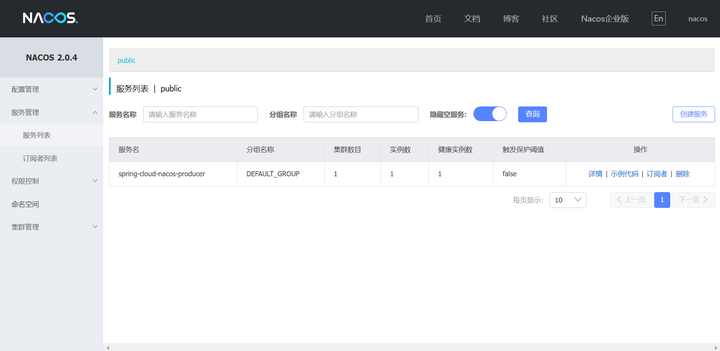 NACOS.
首页 文档 博客 社区 Nacos企业版 En nacos
NACOS 2.0.4
配置管理
服务管理
服务列表
订阅者列表
权限控制
命名空间
集群管理
public
服务列表 | public
服务名称 请输入服务名称 分组名称 请输入分组名称 隐藏空服务: 查询 创建服务
服务名 分组名称 集群数目 实例数 健康实例数 触发保护阈值 操作
spring-cloud-nacos-producer DEFAULT_GROUP 1 1 1 false 详情 | 示例代码 | 订阅者 | 删除
每页显示: 10 上一页 1 下一页